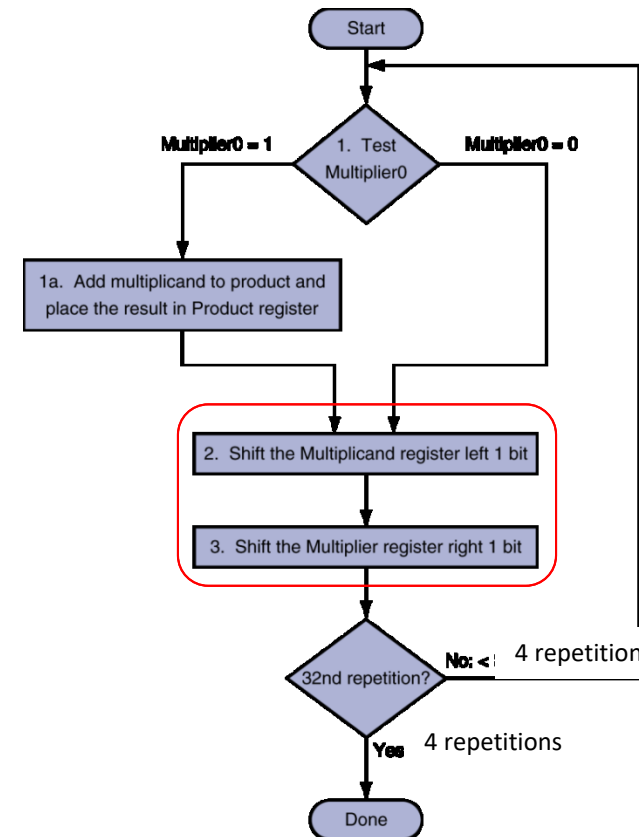 Start
1. Test
Multiplier0
Multiplier0 = 1
Multiplier0 = 0
1a. Add multiplicand to product and
place the result in Product register
2. Shift the Multiplicand register left 1 bit
3. Shift the Multiplier register right 1 bit
32nd repetition?
No: <
4 repetition
Yes
4 repetitions
Done